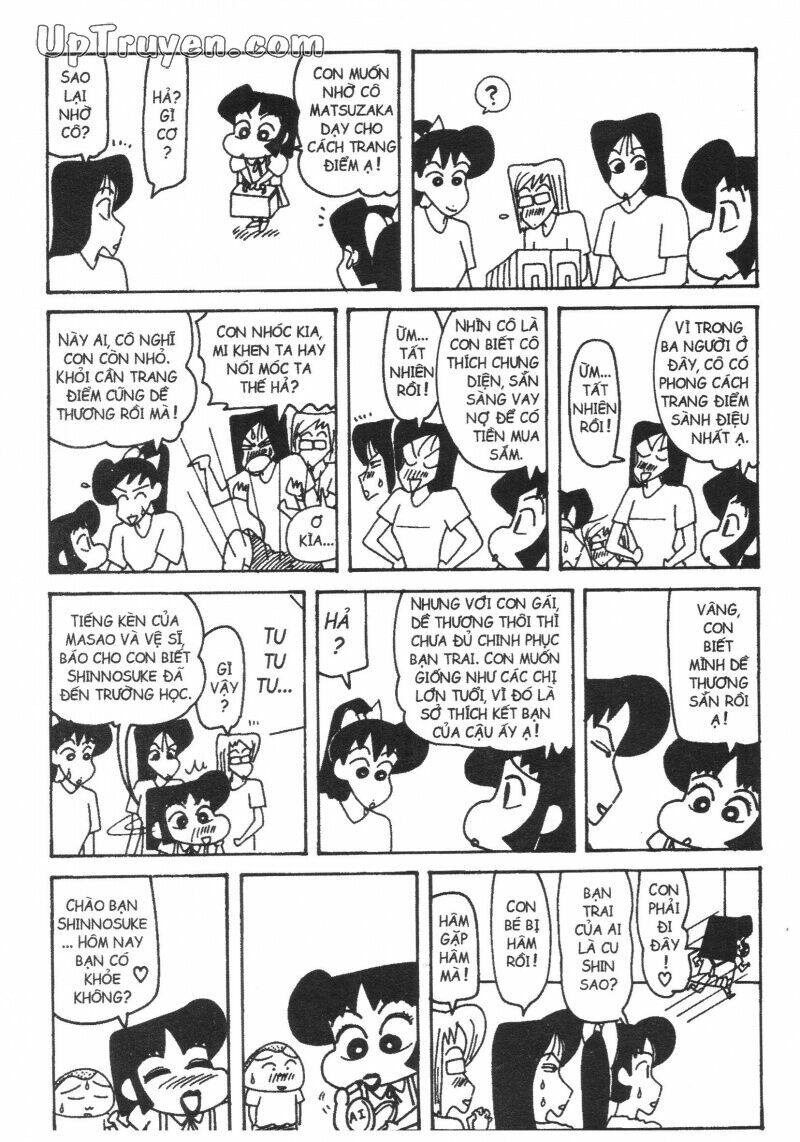 UpTruyen.com
?
CON MUỐN
NHỜ CÔ
MATSUZAKA
DẠY CHO
CÁCH TRANG
ĐIỂM Ạ!
HẢ?
GÌ
CƠ
?
SAO
LẠI
NHỜ
CÔ?
VÌ TRONG
BA NGƯỜI Ở
ĐÂY, CÔ CÓ
PHONG CÁCH
TRANG ĐIỂM
SÀNH ĐIỆU
NHẤT Ạ.
ỪM...
TẤT
NHIÊN
RỒI!
NHÌN CÔ LÀ
CON BIẾT CÔ
THÍCH CHƯNG
DIỆN, SẴN
SÀNG VAY
NỢ ĐỂ CÓ
TIỀN MUA
SẮM.
ỪM...
TẤT
NHIÊN
RỒI!
CON NHỐC KIA,
MI KHEN TA HAY
NÓI MÓC TA
THẾ HẢ?
Ơ
KÌA...
NÀY AI, CÔ NGHĨ
CON CÒN NHỎ.
KHỎI CẦN TRANG
ĐIỂM CŨNG DỄ
THƯƠNG RỒI MÀ!
VÂNG,
CON
BIẾT
MÌNH DỄ
THƯƠNG
SẴN RỒI
Ạ!
NHƯNG VỚI CON GÁI,
DỄ THƯƠNG THÔI THÌ
CHƯA ĐỦ CHINH PHỤC
BẠN TRAI. CON MUỐN
GIỐNG NHƯ CÁC CHỊ
LỚN TUỔI, VÌ ĐÓ LÀ
SỞ THÍCH KẾT BẠN
CỦA CẬU ẤY Ạ!
HẢ
?
TU
TU
TU...
GÌ
VẬY
?
TIẾNG KÈN CỦA
MASAO VÀ VỆ SĨ,
BÁO CHO CON BIẾT
SHINNOSUKE ĐÃ
ĐẾN TRƯỜNG HỌC.
CON
PHẢI
ĐI
ĐÂY!
♡
BẠN
TRAI
CỦA AI
LÀ CU
SHIN
SAO?
CON
BÉ BỊ
HÂM
RỒI!
HÂM
GẶP
HÂM
MÀ!
AI
CHÀO BẠN
SHINNOSUKE
... HÔM NAY
BẠN CÓ
KHỎE
KHÔNG? ♡